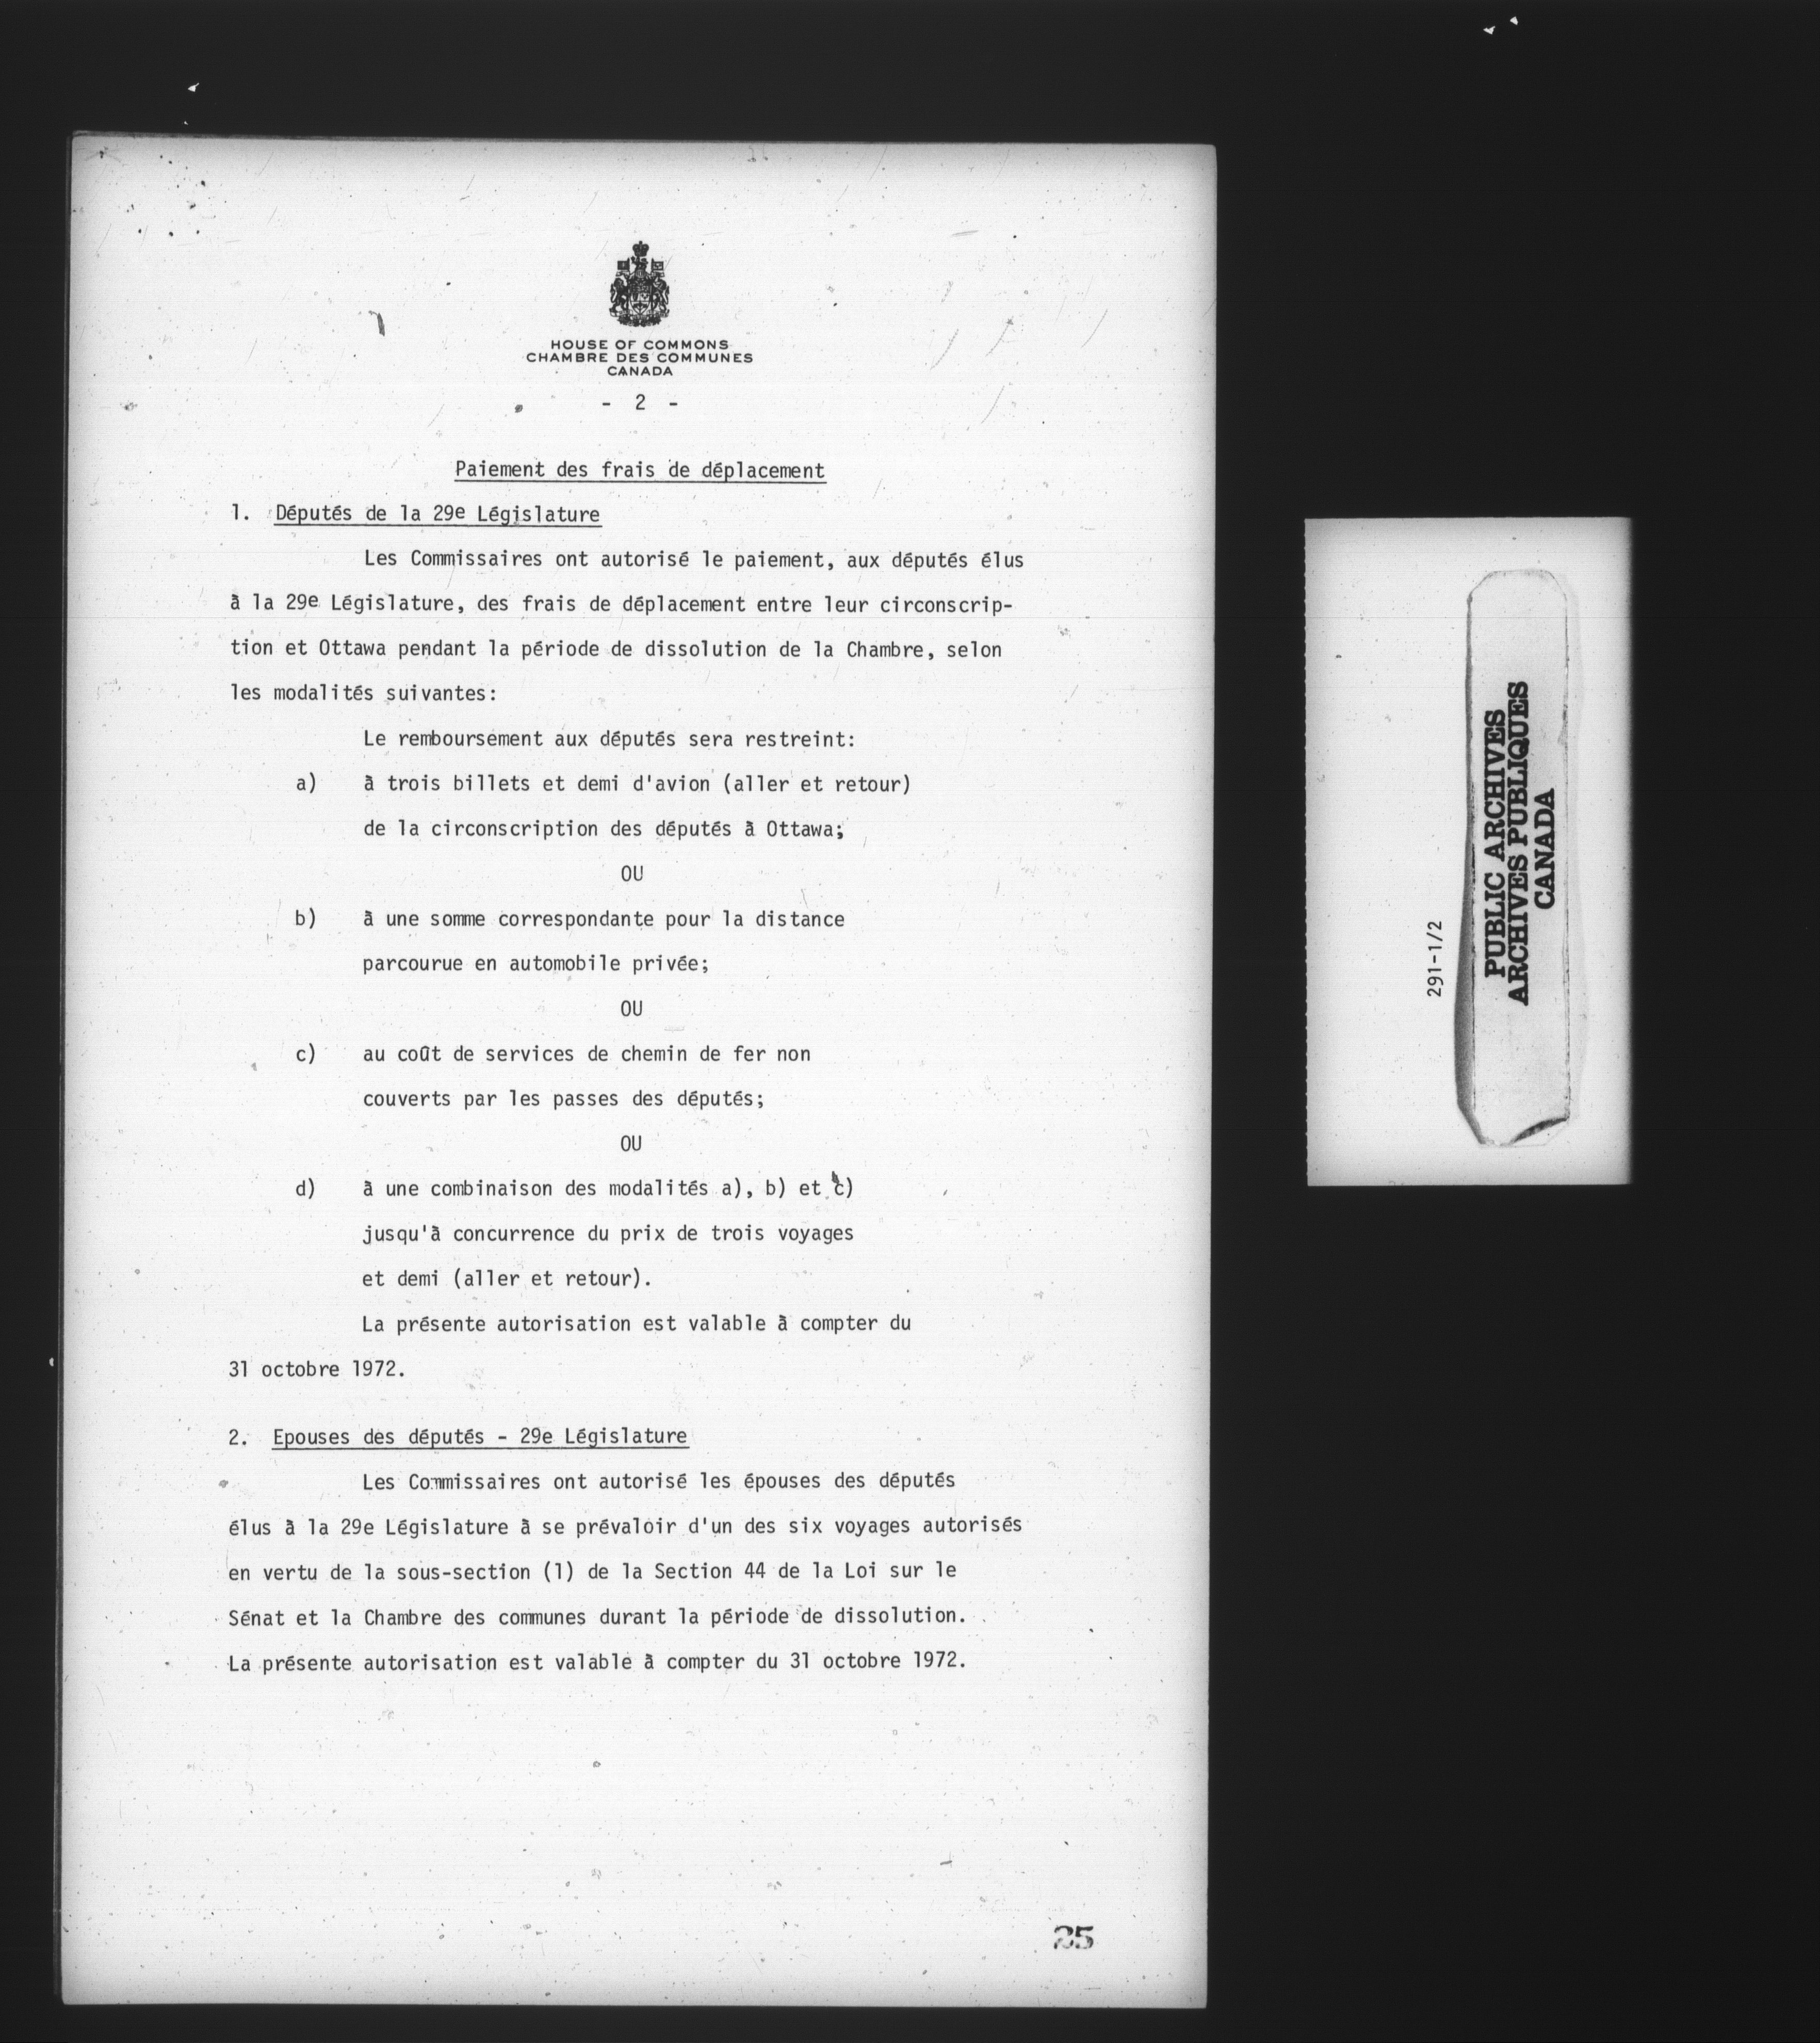 HOUSE OF COMMONS
CHAMBRE DES COMMUNES
CANADA
- 2 -
Paiement des frais de déplacement
1. Députés de la 29e Législature
Les Commissaires ont autorisé le paiement, aux députés élus
à la 29e Législature, des frais de déplacement entre leur circonscrip-
tion et Ottawa pendant la période de dissolution de la Chambre, selon
les modalités suivantes:
Le remboursement aux députés sera restreint:
a) à trois billets et demi d'avion (aller et retour)
de la circonscription des députés à Ottawa;
OU
b) à une somme correspondante pour la distance
parcourue en automobile privée;
OU
c) au coût de services de chemin de fer non
couverts par les passes des députés;
OU
d) à une combinaison des modalités a), b) et c)
jusqu'à concurrence du prix de trois voyages
et demi (aller et retour).
La présente autorisation est valable à compter du
31 octobre 1972.
2. Epouses des députés - 29e Législature
Les Commissaires ont autorisé les épouses des députés
élus à la 29e Législature à se prévaloir d'un des six voyages autorisés
en vertu de la sous-section (1) de la Section 44 de la Loi sur le
Sénat et la Chambre des communes durant la période de dissolution.
La présente autorisation est valable à compter du 31 octobre 1972.
25
291-1/2
PUBLIC ARCHIVES
ARCHIVES PUBLIQUES
CANADA